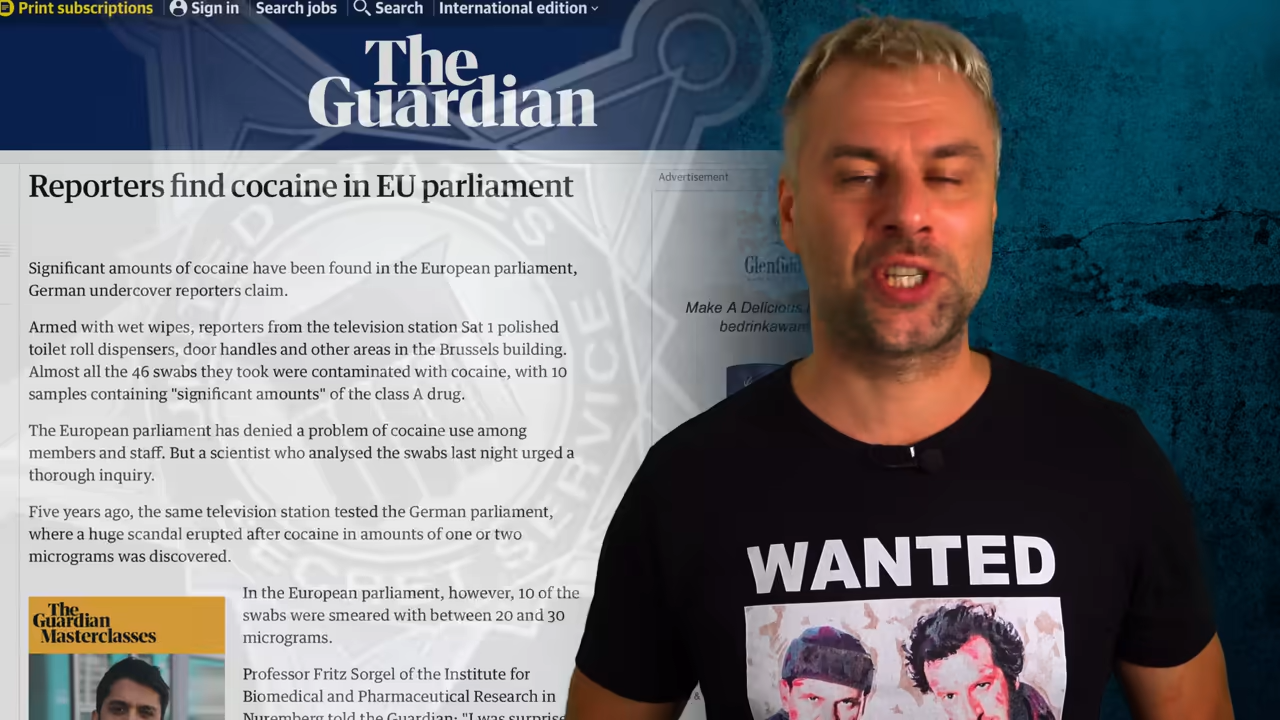 Print subscriptions
Sign in
Search jobs
Search
International edition
The
Guardian
Reporters find cocaine in EU parliament
Advertisement
Significant amounts of cocaine have been found in the European parliament,
German undercover reporters claim.
Make A Delicious
bedrinkawar
Armed with wet wipes, reporters from the television station Sat 1 polished
toilet roll dispensers, door handles and other areas in the Brussels building.
Almost all the 46 swabs they took were contaminated with cocaine, with 10
samples containing "significant amounts" of the class A drug.
The European parliament has denied a problem of cocaine use among
members and staff. But a scientist who analysed the swabs last night urged a
thorough inquiry.
Five years ago, the same television station tested the German parliament,
where a huge scandal erupted after cocaine in amounts of one or two
micrograms was discovered.
The
Guardian
Masterclasses
In the European parliament, however, 10 of the
swabs were smeared with between 20 and 30
micrograms.
Professor Fritz Sorgel of the Institute for
Biomedical and Pharmaceutical Research in
Nuremberg told the Guardian: "I was surprise
SERVICE
WANTED